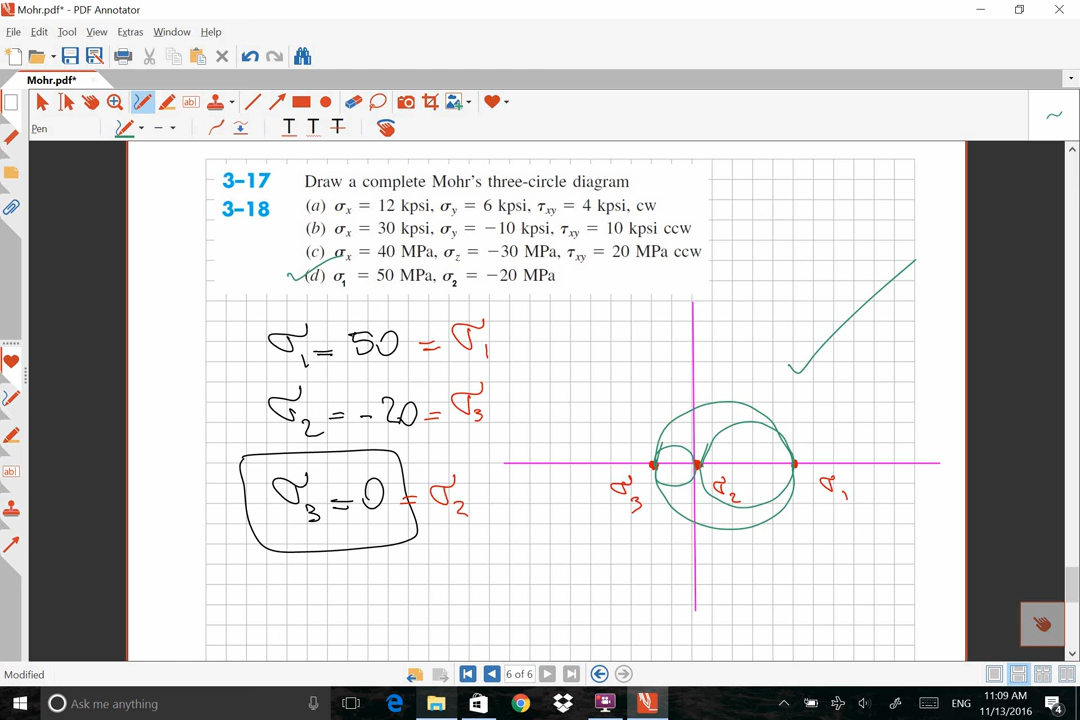 Mohr.pdf* - PDF Annotator
File Edit Tool View Extras Window Help
Mohr.pdf*
Pen
3–17 Draw a complete Mohr's three-circle diagram
3–18 (a) σx = 12 kpsi, σy = 6 kpsi, τxy = 4 kpsi, cw
(b) σx = 30 kpsi, σy = −10 kpsi, τxy = 10 kpsi ccw
(c) σx = 40 MPa, σz = −30 MPa, τxy = 20 MPa ccw
(d) σ1 = 50 MPa, σ2 = −20 MPa
σ1 = 50 = σ1
σ2 = -20 = σ3
σ3 = 0 = σ2
σ3 σ2 σ1
6 of 6
Modified
Ask me anything
ENG
11:09 AM
11/13/2016
4